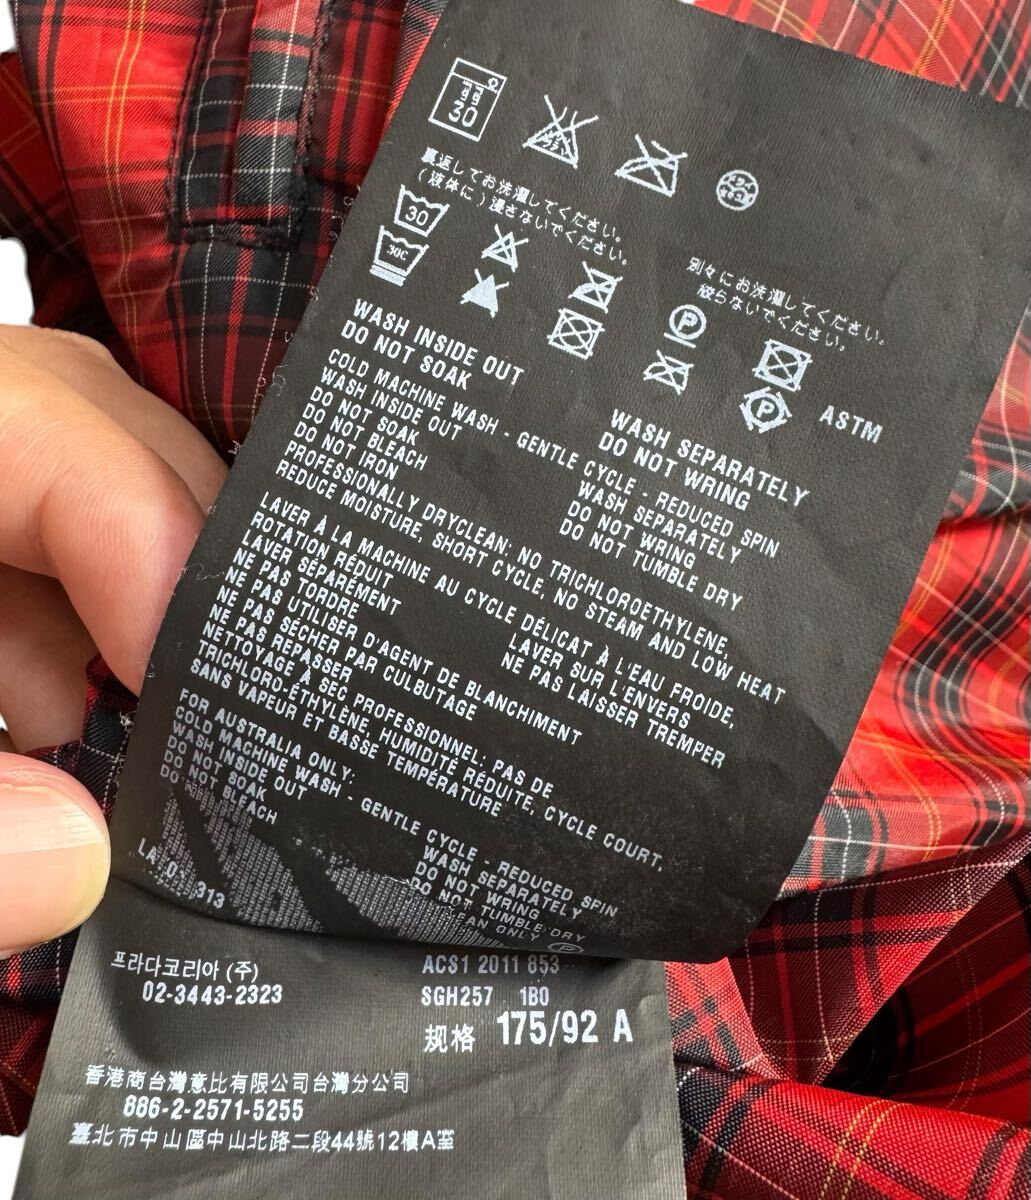 30
裏返してお洗濯してください。
(液体に)浸さないでください。
別々にお洗濯してください。
絞らないでください。
30
30C
P
P
ASTM
WASH INSIDE OUT
DO NOT SOAK
WASH SEPARATELY
DO NOT WRING
COLD MACHINE WASH - GENTLE CYCLE - REDUCED SPIN
WASH INSIDE OUT
WASH SEPARATELY
DO NOT SOAK
DO NOT WRING
DO NOT BLEACH
DO NOT TUMBLE DRY
DO NOT IRON
PROFESSIONALLY DRYCLEAN: NO TRICHLOROETHYLENE,
REDUCE MOISTURE, SHORT CYCLE, NO STEAM AND LOW HEAT
LAVER À LA MACHINE AU CYCLE DÉLICAT À L'EAU FROIDE,
ROTATION RÉDUIT
LAVER SUR L'ENVERS
LAVER SÉPARÉMENT
NE PAS LAISSER TREMPER
NE PAS TORDRE
NE PAS UTILISER D'AGENT DE BLANCHIMENT
NE PAS SÉCHER PAR CULBUTAGE
NE PAS REPASSER
NETTOYAGE À SEC PROFESSIONNEL: PAS DE
TRICHLORO-ÉTHYLÈNE, HUMIDITÉ RÉDUITE, CYCLE COURT,
SANS VAPEUR ET BASSE TEMPÉRATURE
FOR AUSTRALIA ONLY:
COLD MACHINE WASH - GENTLE CYCLE - REDUCED SPIN
WASH INSIDE OUT
WASH SEPARATELY
DO NOT SOAK
DO NOT WRING
DO NOT BLEACH
DO NOT TUMBLE DRY
CLEAN ONLY P
313
프라다코리아 (주)
02-3443-2323
ACS1 2011 853
SGH257 1B0
规格 175/92 A
香港商台灣意比有限公司台灣分公司
886-2-2571-5255
臺北市中山區中山北路二段44號12樓A室